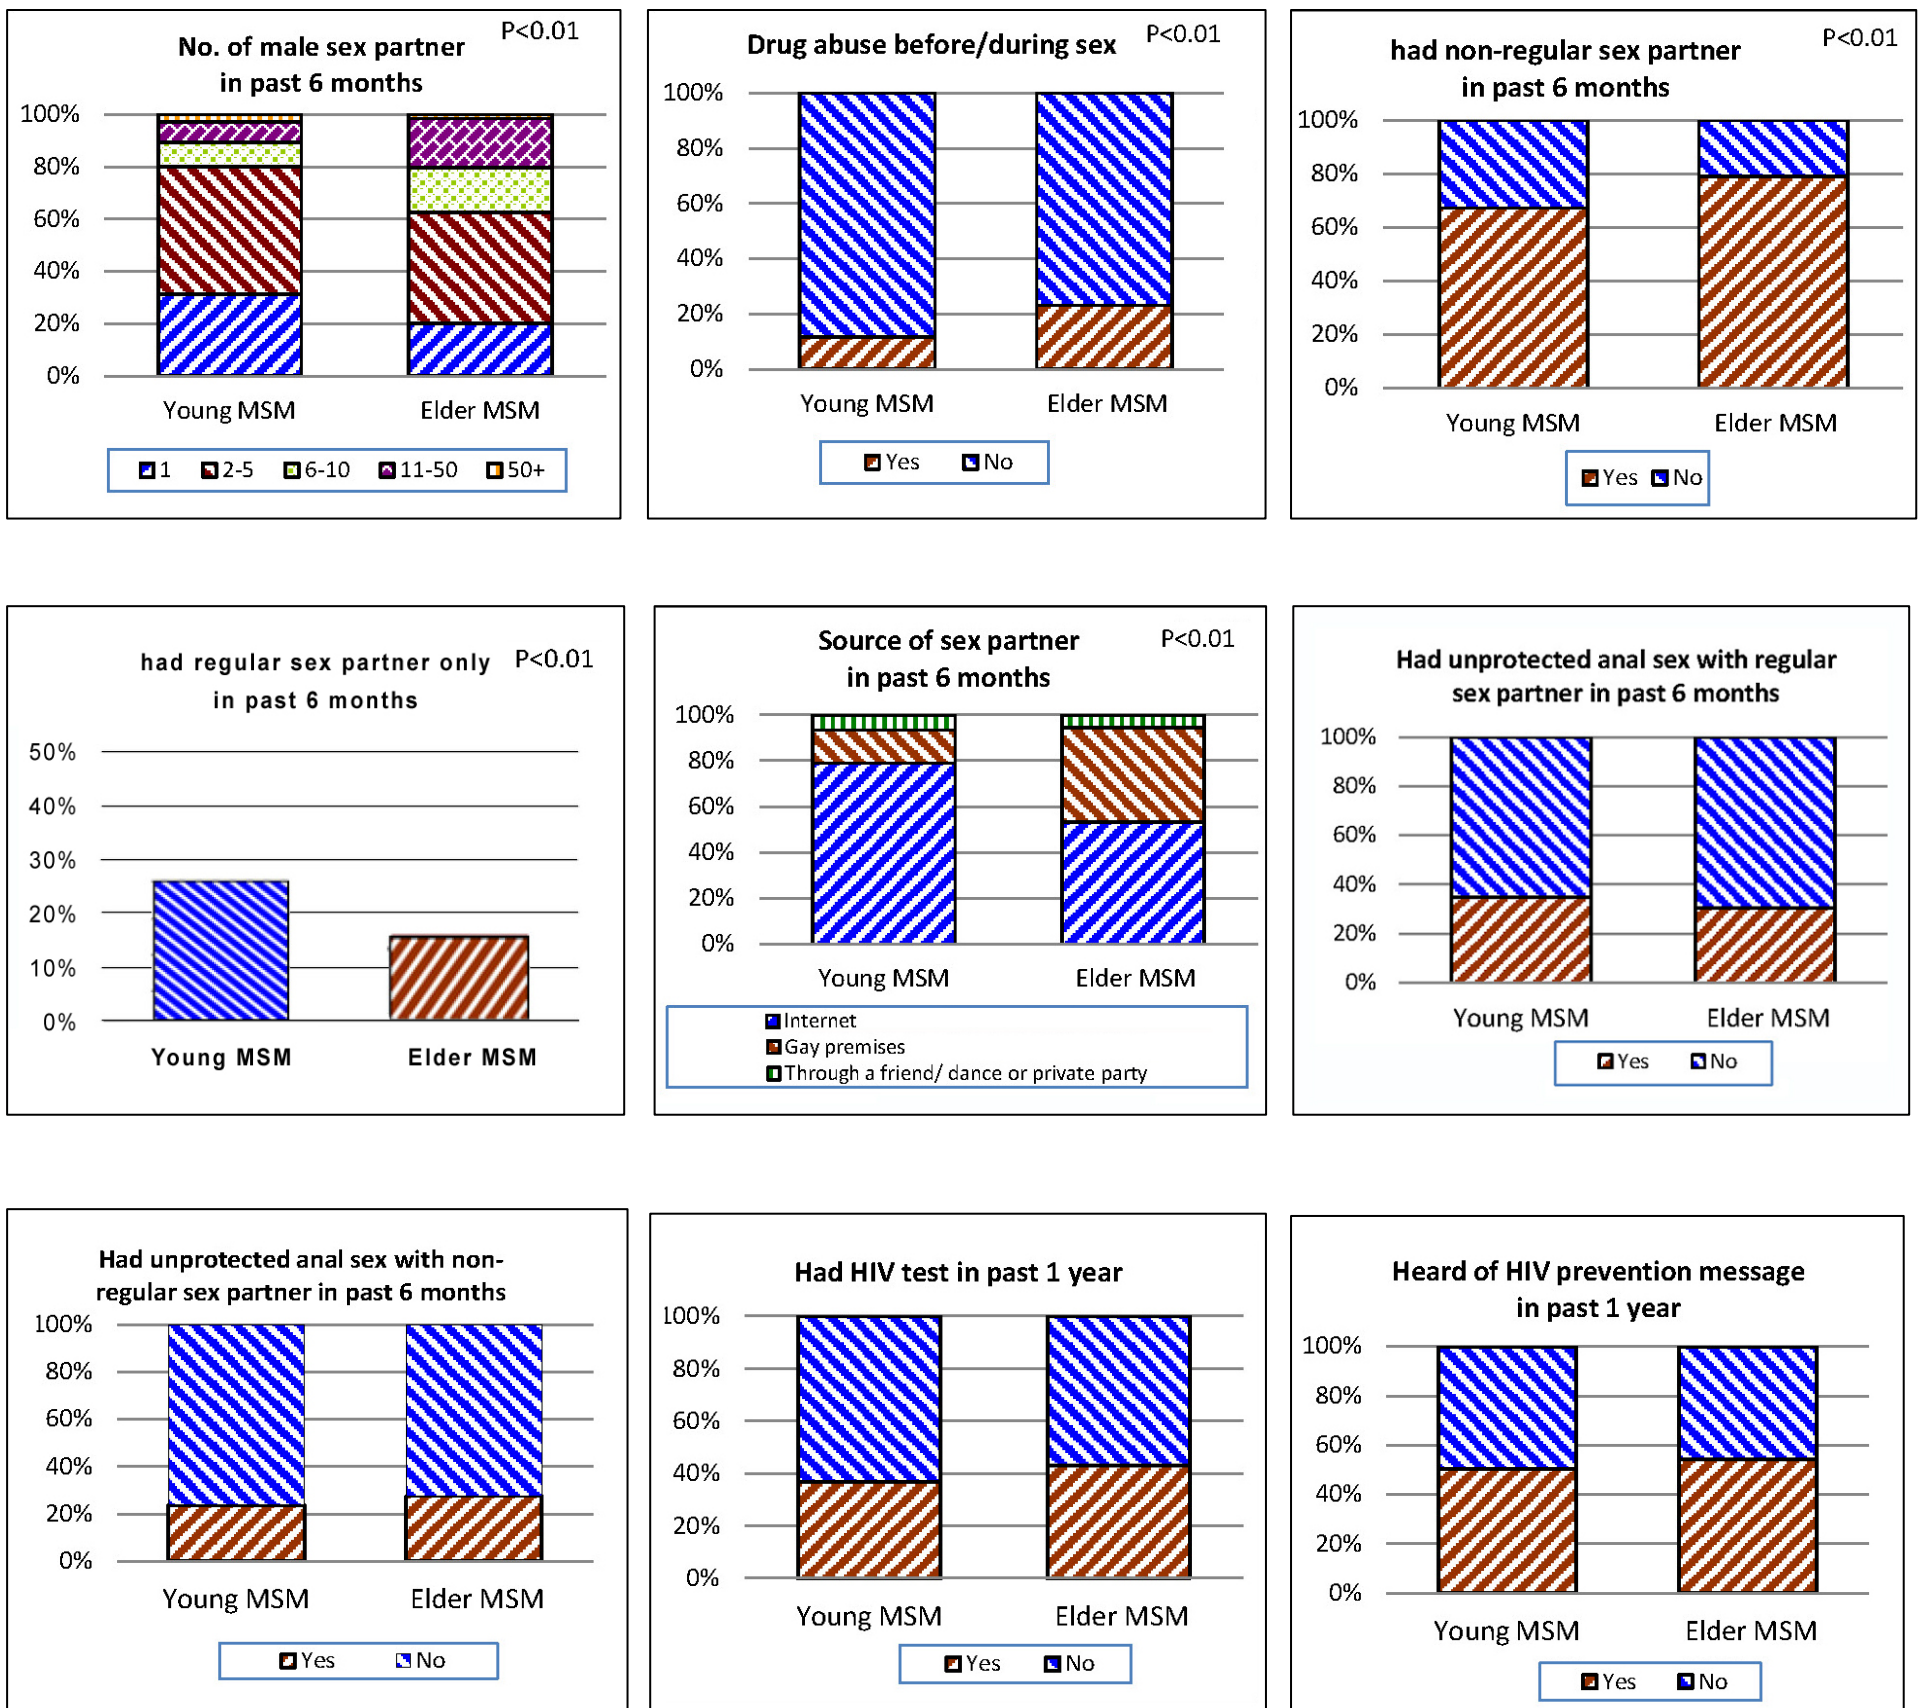 No. of male sex partner
in past 6 months
P<0.01
100%
80%
60%
40%
20%
0%
Young MSM Elder MSM
1 2-5 6-10 11-50 50+
Drug abuse before/during sex
P<0.01
100%
80%
60%
40%
20%
0%
Young MSM Elder MSM
Yes No
had non-regular sex partner
in past 6 months
P<0.01
100%
80%
60%
40%
20%
0%
Young MSM Elder MSM
Yes No
had regular sex partner only
in past 6 months
P<0.01
50%
40%
30%
20%
10%
0%
Young MSM Elder MSM
Source of sex partner
in past 6 months
P<0.01
100%
80%
60%
40%
20%
0%
Young MSM Elder MSM
Internet
Gay premises
Through a friend/ dance or private party
Had unprotected anal sex with regular
sex partner in past 6 months
100%
80%
60%
40%
20%
0%
Young MSM Elder MSM
Yes No
Had unprotected anal sex with non-
regular sex partner in past 6 months
100%
80%
60%
40%
20%
0%
Young MSM Elder MSM
Yes No
Had HIV test in past 1 year
100%
80%
60%
40%
20%
0%
Young MSM Elder MSM
Yes No
Heard of HIV prevention message
in past 1 year
100%
80%
60%
40%
20%
0%
Young MSM Elder MSM
Yes No